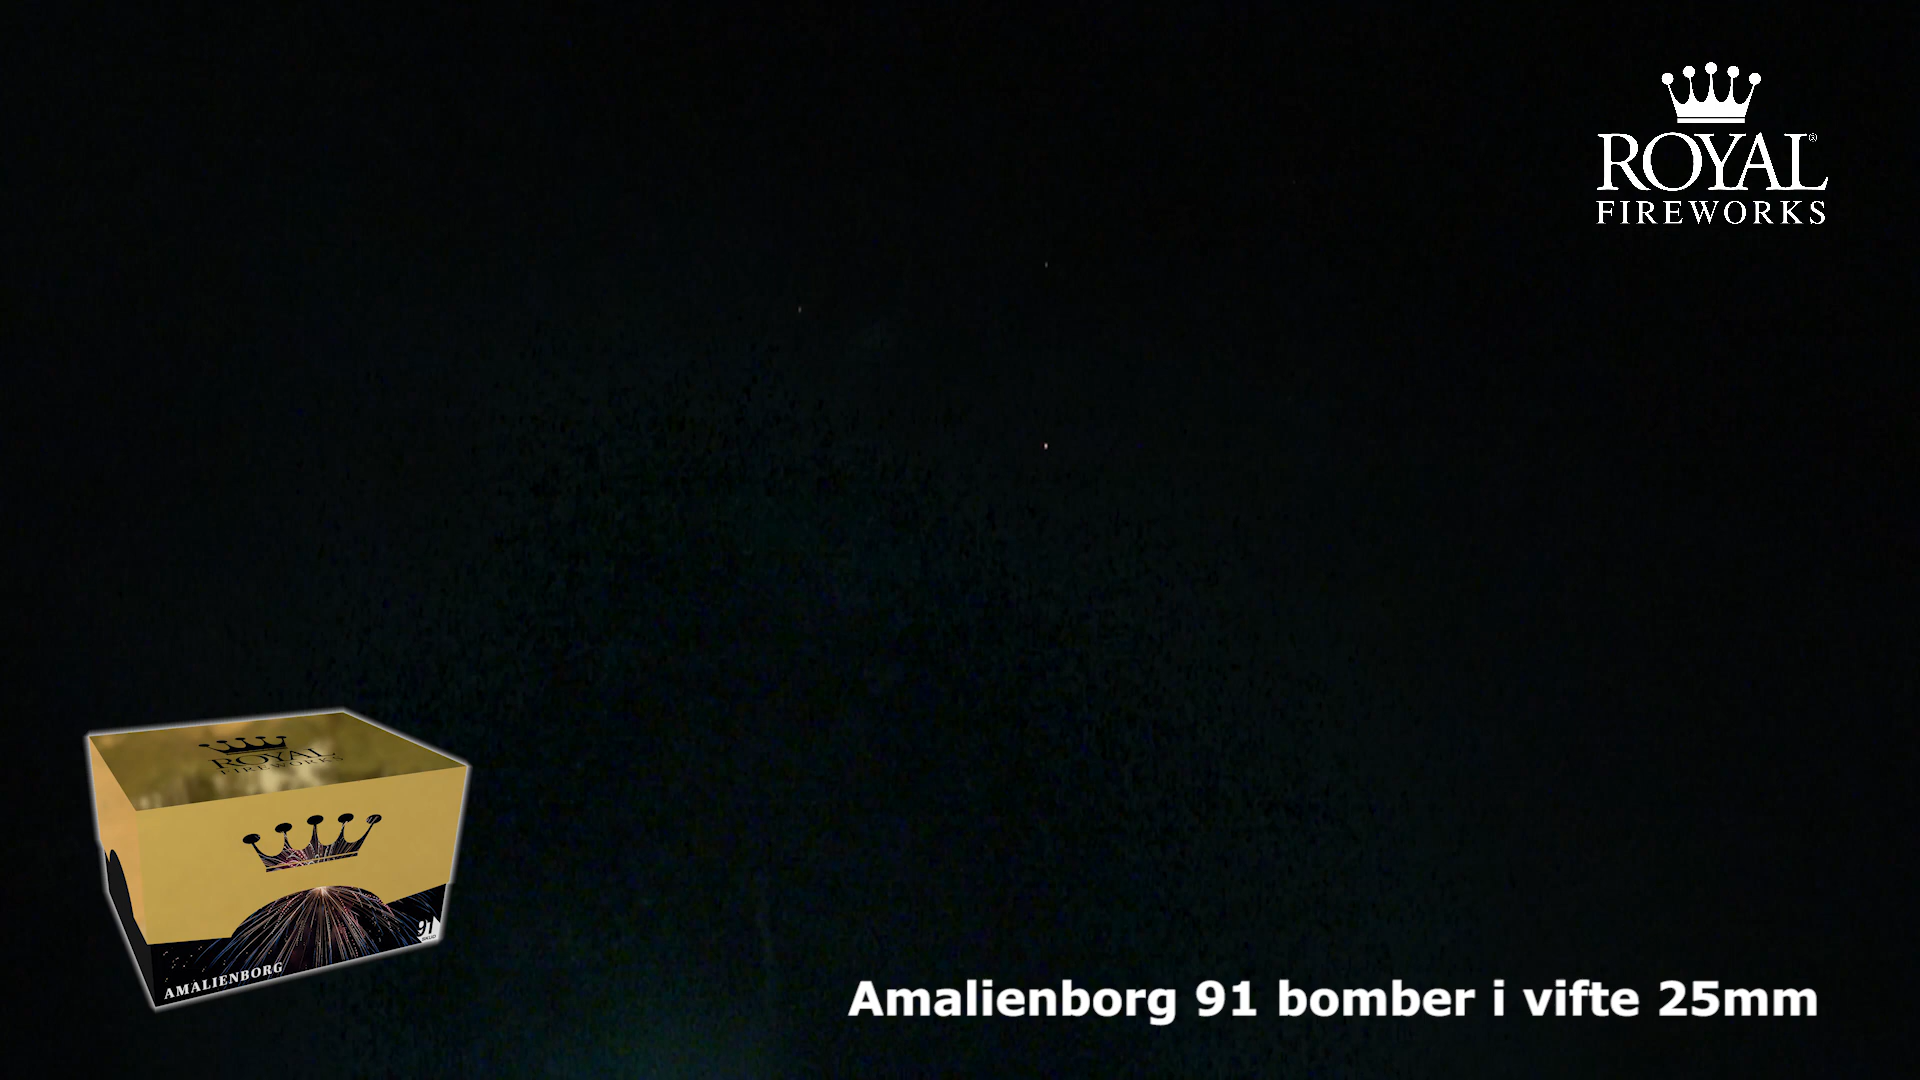 ROYAL®
FIREWORKS
ROYAL
FIREWORKS
91
AMALIENBORG
Amalienborg 91 bomber i vifte 25mm